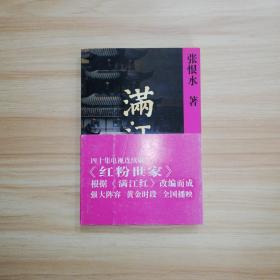 张恨水 著
满江
四十集电视连续剧
《红粉世家》
根据《满江红》改编而成
强大阵容 黄金时段 全国播映